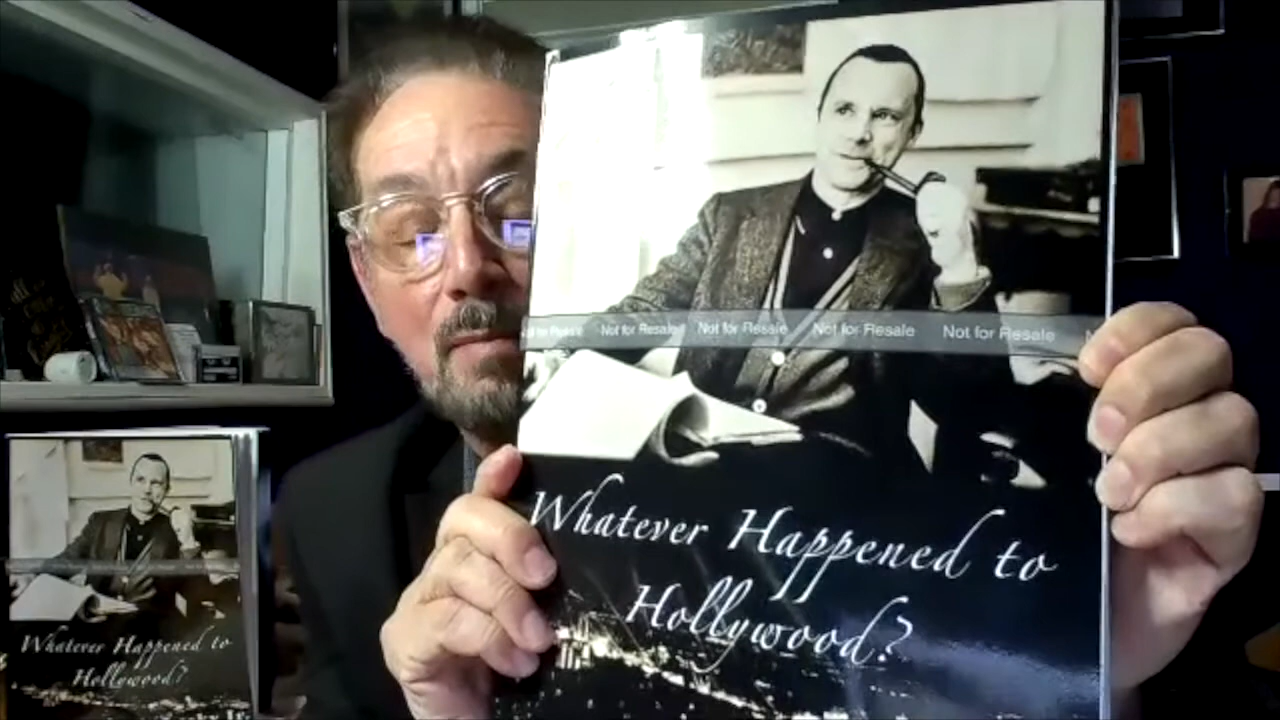 Not for Resale Not for Resale Not for Resale Not for Resale
Whatever Happened to
Hollywood?
Whatever Happened to
Hollywood?